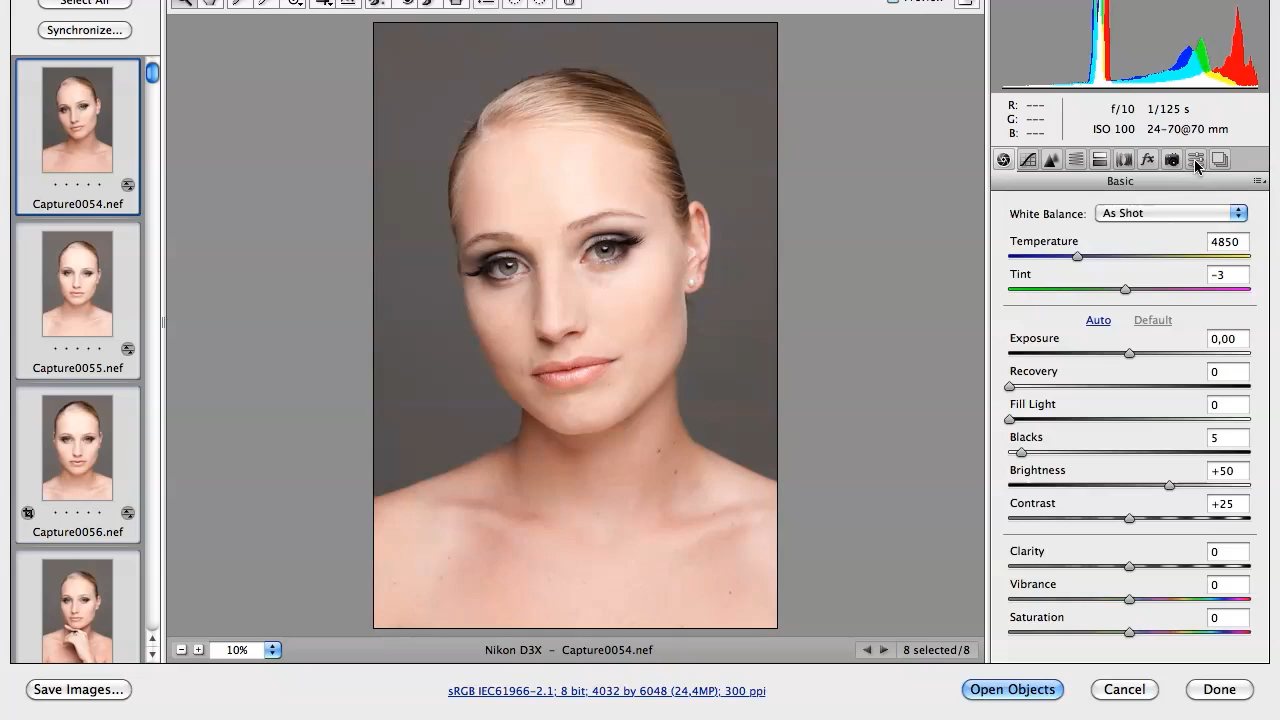 Select All
Synchronize...
Capture0054.nef
Capture0055.nef
Capture0056.nef
R: ---
G: ---
B: ---
f/10 1/125 s
ISO 100 24-70@70 mm
fx
Basic
White Balance: As Shot
Temperature 4850
Tint -3
Auto Default
Exposure 0,00
Recovery 0
Fill Light 0
Blacks 5
Brightness +50
Contrast +25
Clarity 0
Vibrance 0
Saturation 0
10%
Nikon D3X - Capture0054.nef
8 selected/8
Save Images...
sRGB IEC61966-2.1; 8 bit; 4032 by 6048 (24,4MP); 300 ppi
Open Objects
Cancel
Done